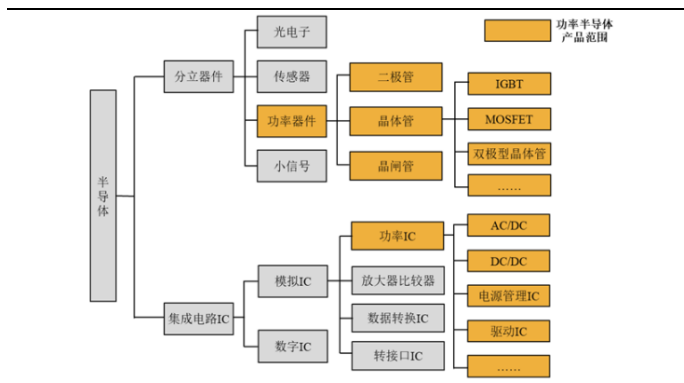 功率半导体
产品范围
半导体
分立器件
光电子
传感器
功率器件
小信号
二极管
晶体管
晶闸管
IGBT
MOSFET
双极型晶体管
……
集成电路IC
模拟IC
数字IC
功率IC
放大器比较器
数据转换IC
转接口IC
AC/DC
DC/DC
电源管理IC
驱动IC
……